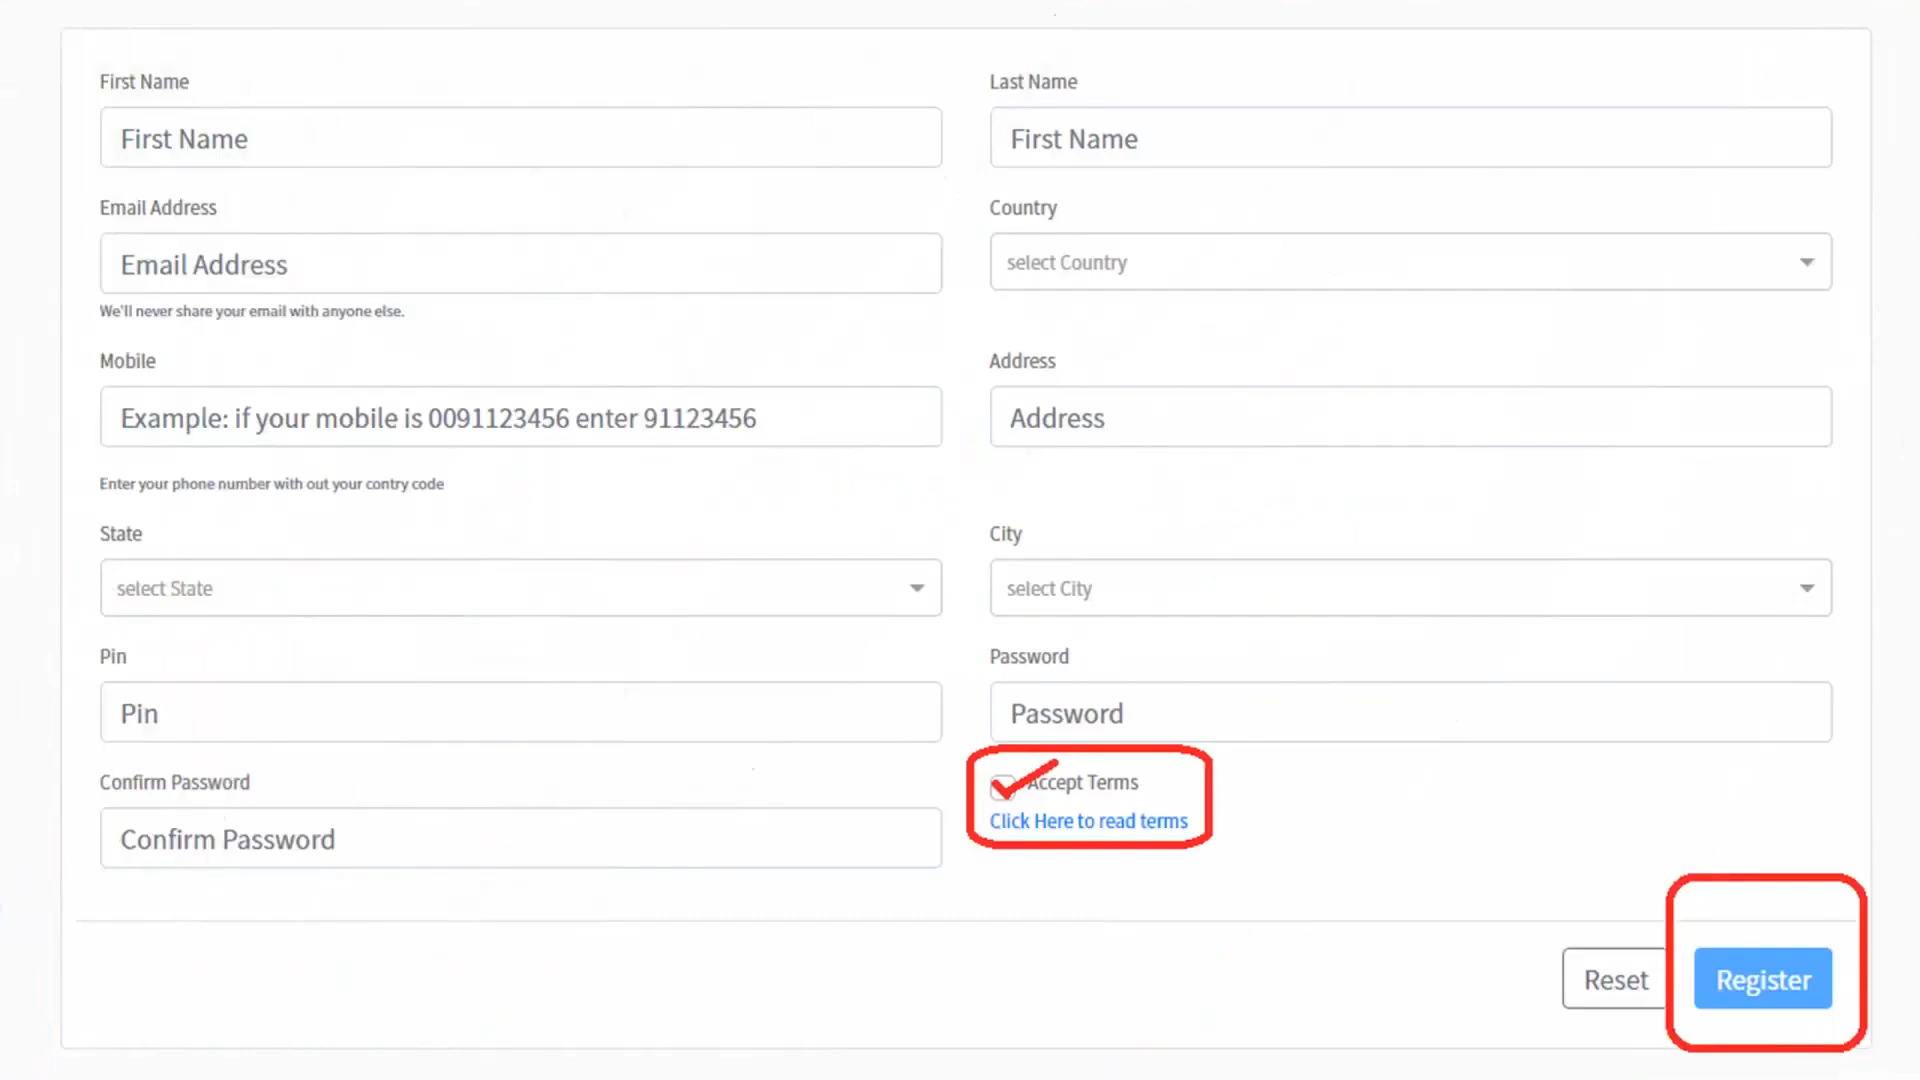 First Name
Last Name
First Name
First Name
Email Address
Country
Email Address
select Country
We'll never share your email with anyone else.
Mobile
Address
Example: if your mobile is 0091123456 enter 91123456
Address
Enter your phone number with out your contry code
State
City
select State
select City
Pin
Password
Pin
Password
Confirm Password
Accept Terms
Click Here to read terms
Confirm Password
Reset
Register